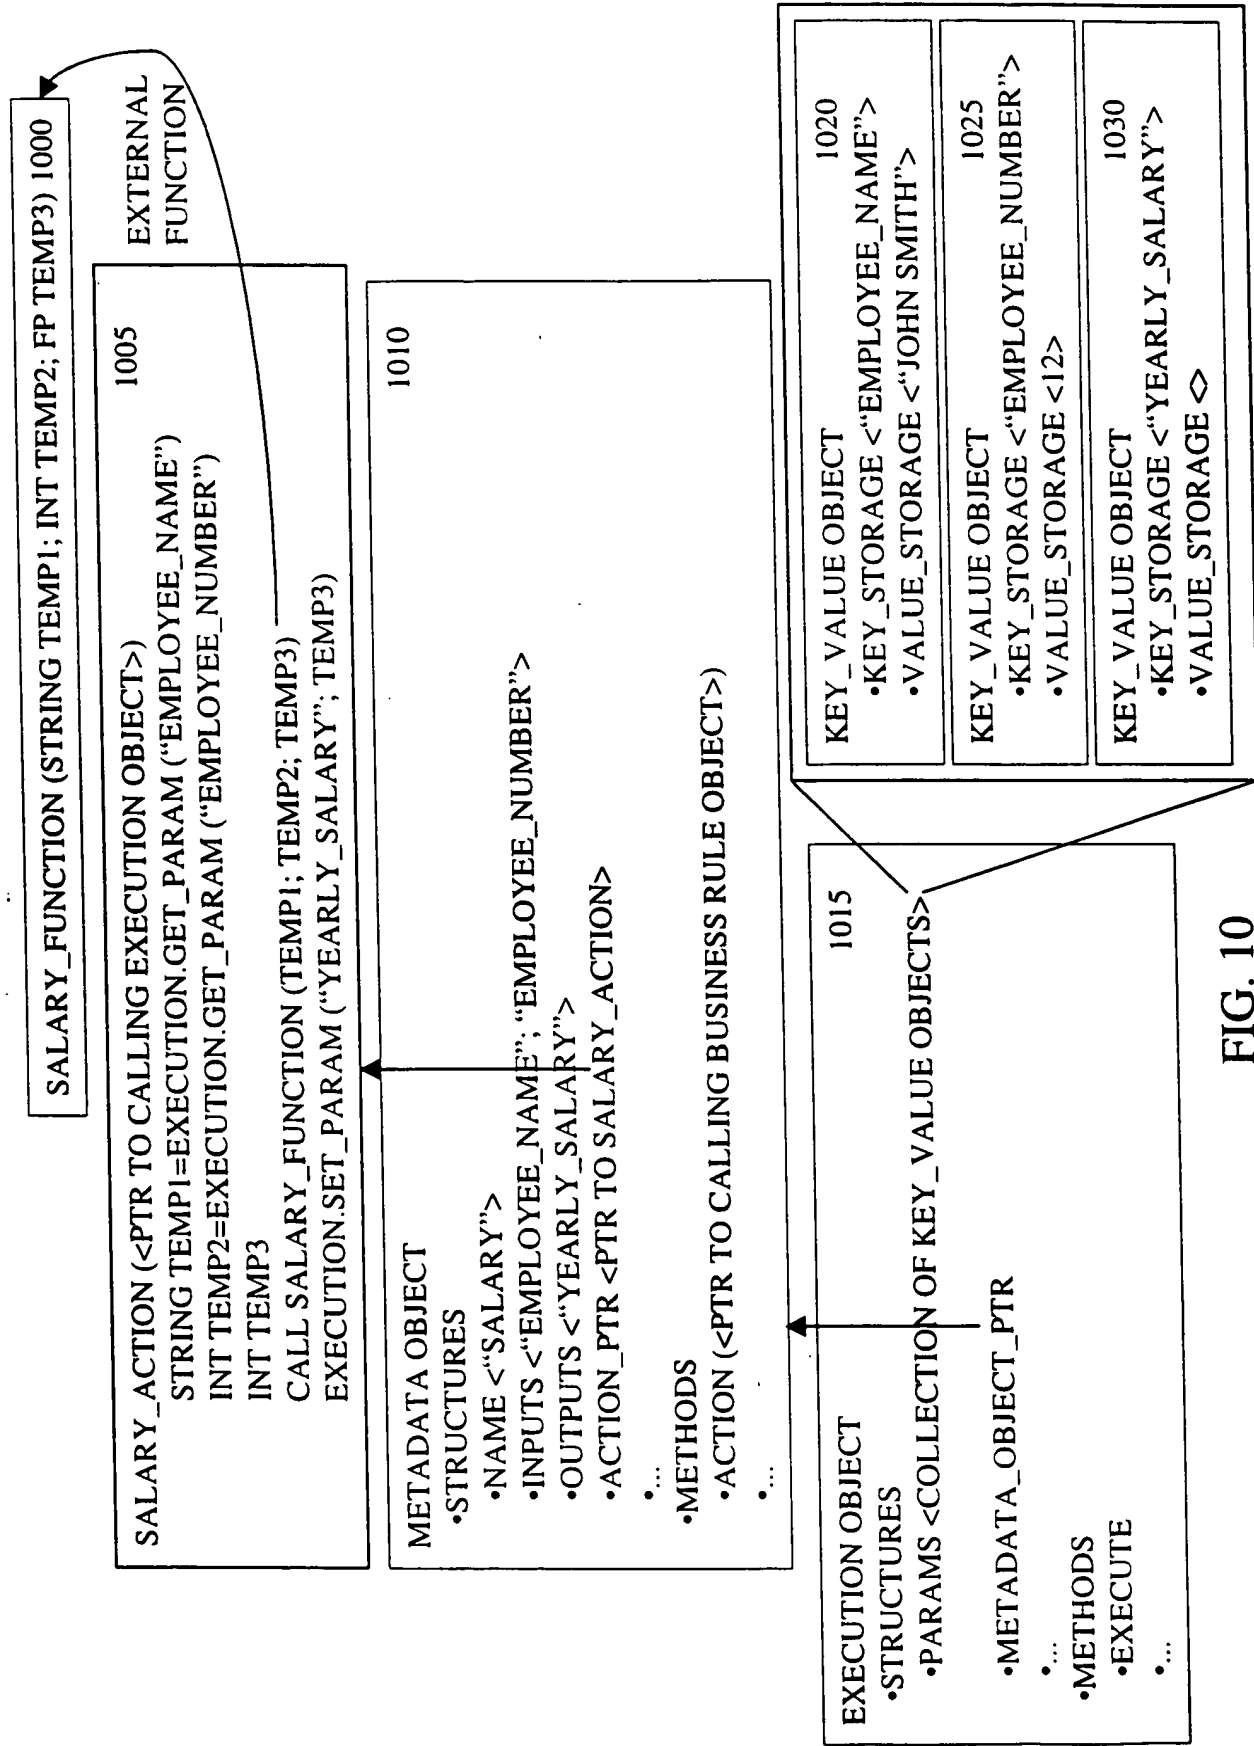 SALARY_FUNCTION (STRING TEMP1; INT TEMP2; FP TEMP3) 1000
EXTERNAL
FUNCTION
1005
SALARY_ACTION (<PTR TO CALLING EXECUTION OBJECT>)
STRING TEMP1=EXECUTION.GET_PARAM (“EMPLOYEE_NAME”)
INT TEMP2=EXECUTION.GET_PARAM (“EMPLOYEE_NUMBER”)
INT TEMP3
CALL SALARY_FUNCTION (TEMP1; TEMP2; TEMP3)
EXECUTION.SET_PARAM (“YEARLY_SALARY”; TEMP3)
1010
METADATA OBJECT
•STRUCTURES
•NAME <“SALARY”>
•INPUTS <“EMPLOYEE_NAME”; “EMPLOYEE_NUMBER”>
•OUTPUTS <“YEARLY_SALARY”>
•ACTION_PTR <PTR TO SALARY_ACTION>
•...
•METHODS
•ACTION (<PTR TO CALLING BUSINESS RULE OBJECT>)
•...
1015
EXECUTION OBJECT
•STRUCTURES
•PARAMS <COLLECTION OF KEY_VALUE OBJECTS>
•METADATA_OBJECT_PTR
•...
•METHODS
•EXECUTE
•...
1020
KEY_VALUE OBJECT
•KEY_STORAGE <“EMPLOYEE_NAME”>
•VALUE_STORAGE <“JOHN SMITH”>
1025
KEY_VALUE OBJECT
•KEY_STORAGE <“EMPLOYEE_NUMBER”>
•VALUE_STORAGE <12>
1030
KEY_VALUE OBJECT
•KEY_STORAGE <“YEARLY_SALARY”>
•VALUE_STORAGE <>
FIG. 10